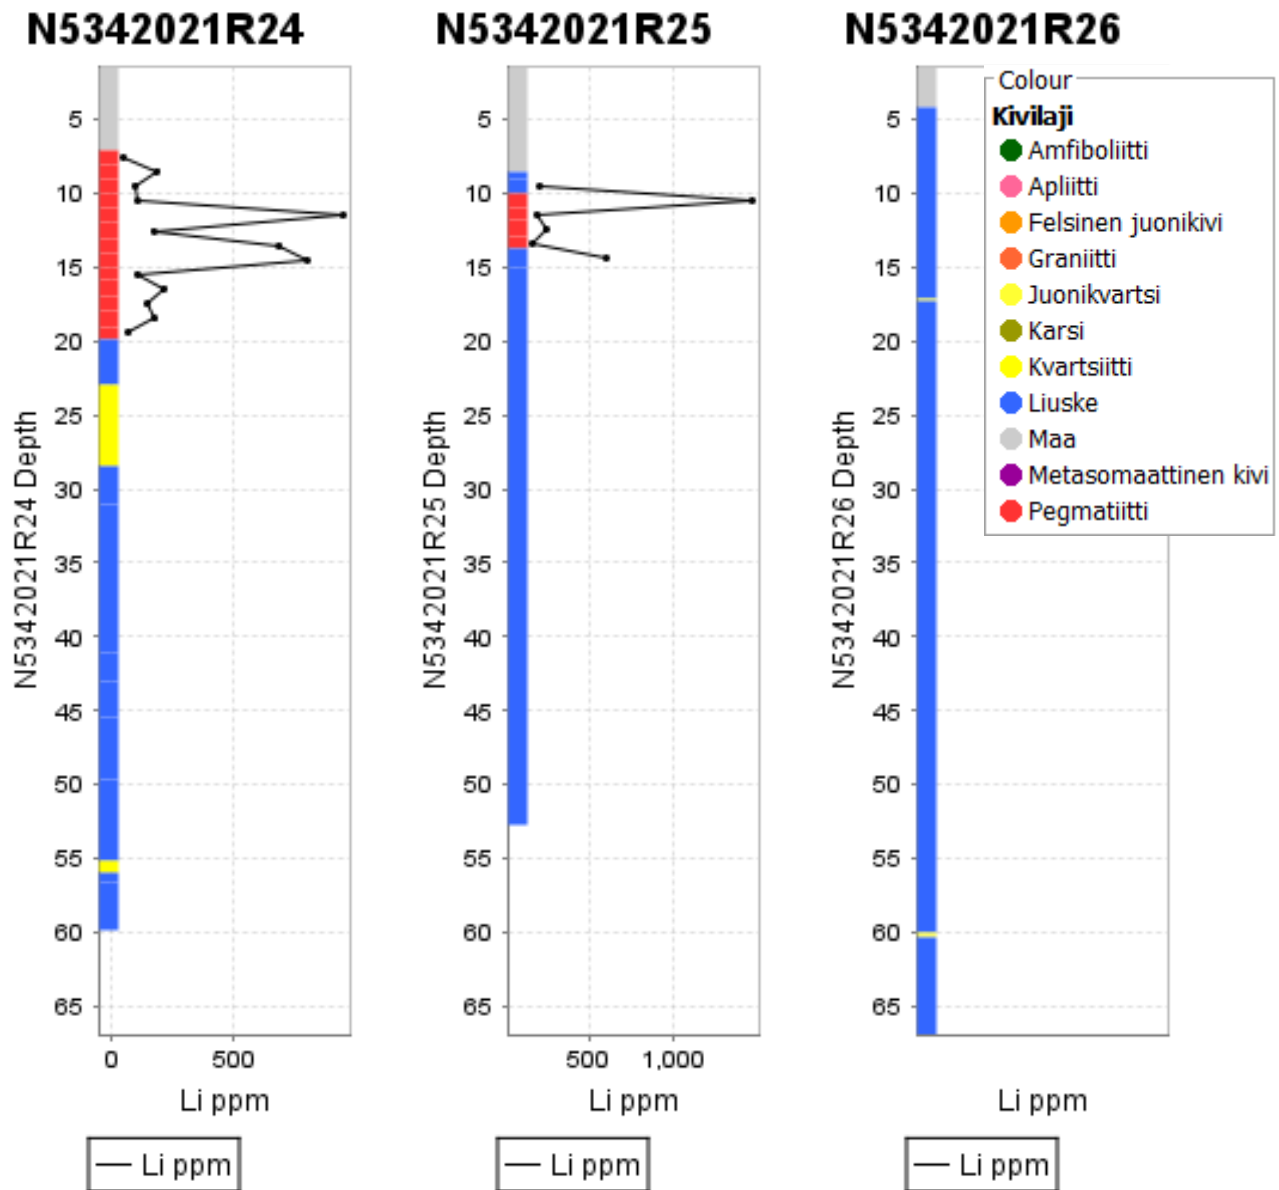 N5342021R24
5
10
15
20
25
30
35
40
45
50
55
60
65
N5342021R24 Depth
0 500
Li ppm
Li ppm
N5342021R25
5
10
15
20
25
30
35
40
45
50
55
60
65
N5342021R25 Depth
500 1,000
Li ppm
Li ppm
N5342021R26
5
10
15
20
25
30
35
40
45
50
55
60
65
N5342021R26 Depth
Li ppm
Li ppm
Colour
Kivilaji
Amfiboliitti
Apliitti
Felsinen juonikivi
Graniitti
Juonikvartsi
Karsi
Kvartsiitti
Liuske
Maa
Metasomaattinen kivi
Pegmatiitti